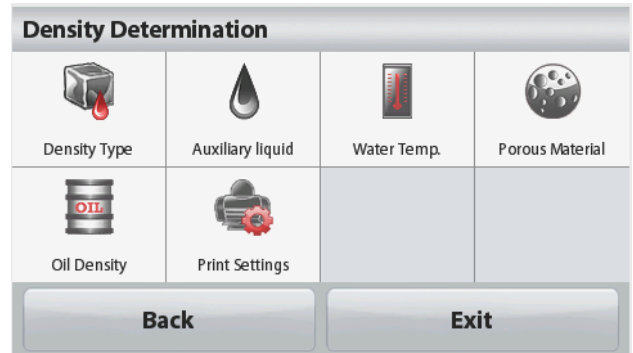 Density Determination
Density Type
Auxiliary liquid
Water Temp.
Porous Material
OIL
Oil Density
Print Settings
Back
Exit